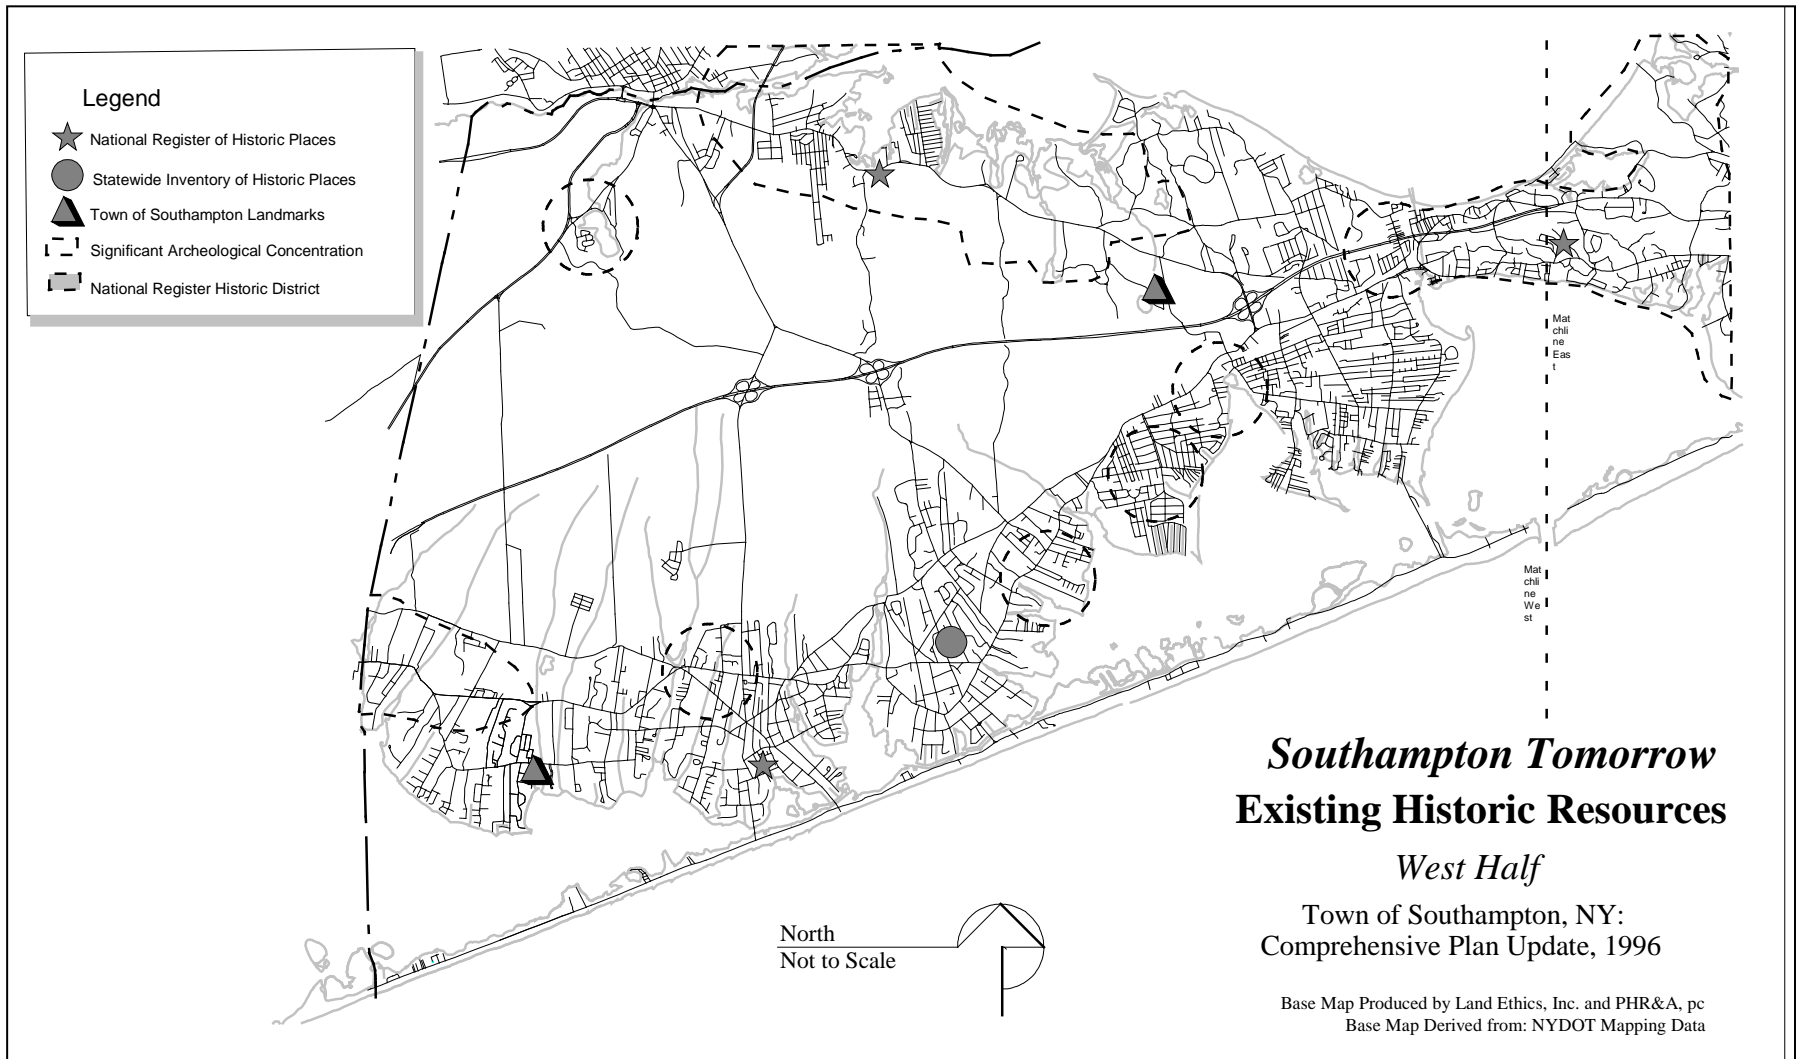 Legend
National Register of Historic Places
Statewide Inventory of Historic Places
Town of Southampton Landmarks
Significant Archeological Concentration
National Register Historic District
Mat
chli
ne
Eas
t
Mat
chli
ne
We
st
Southampton Tomorrow
Existing Historic Resources
West Half
Town of Southampton, NY:
Comprehensive Plan Update, 1996
North
Not to Scale
Base Map Produced by Land Ethics, Inc. and PHR&A, pc
Base Map Derived from: NYDOT Mapping Data